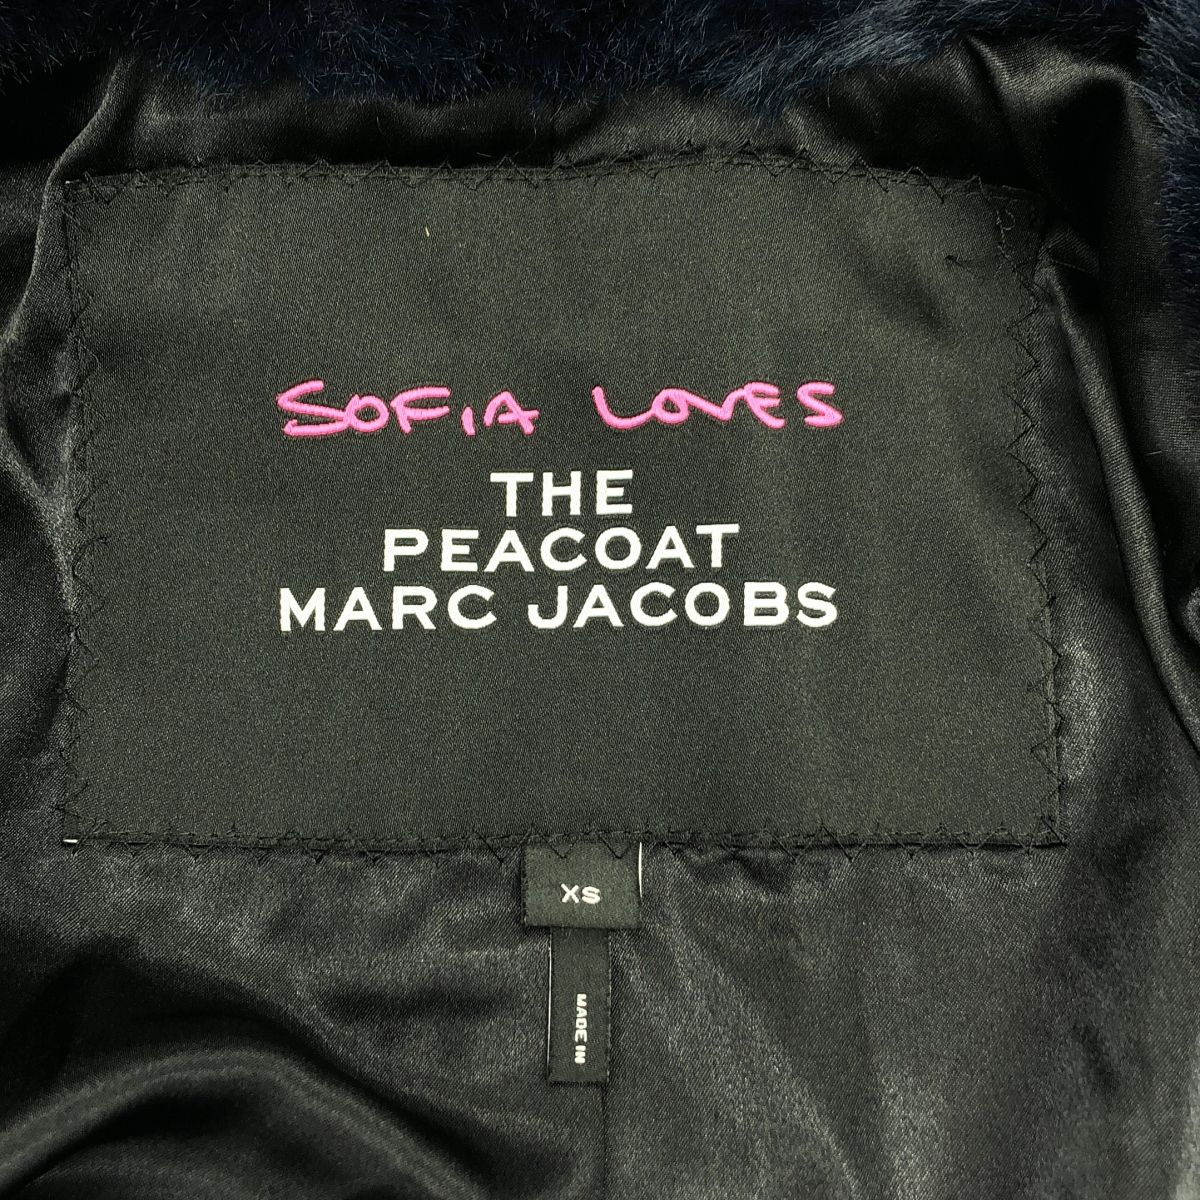 SOFIA LOVES
THE
PEACOAT
MARC JACOBS
XS
MADE IN